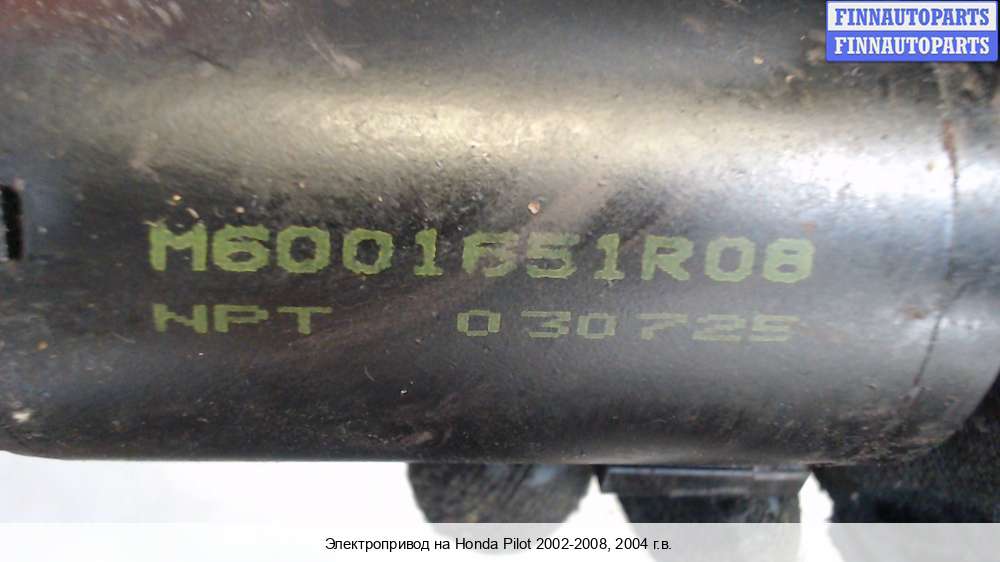 FINNAUTOPARTS
FINNAUTOPARTS
M6001651R08
NPT 030725
Электропривод на Honda Pilot 2002-2008, 2004 г.в.